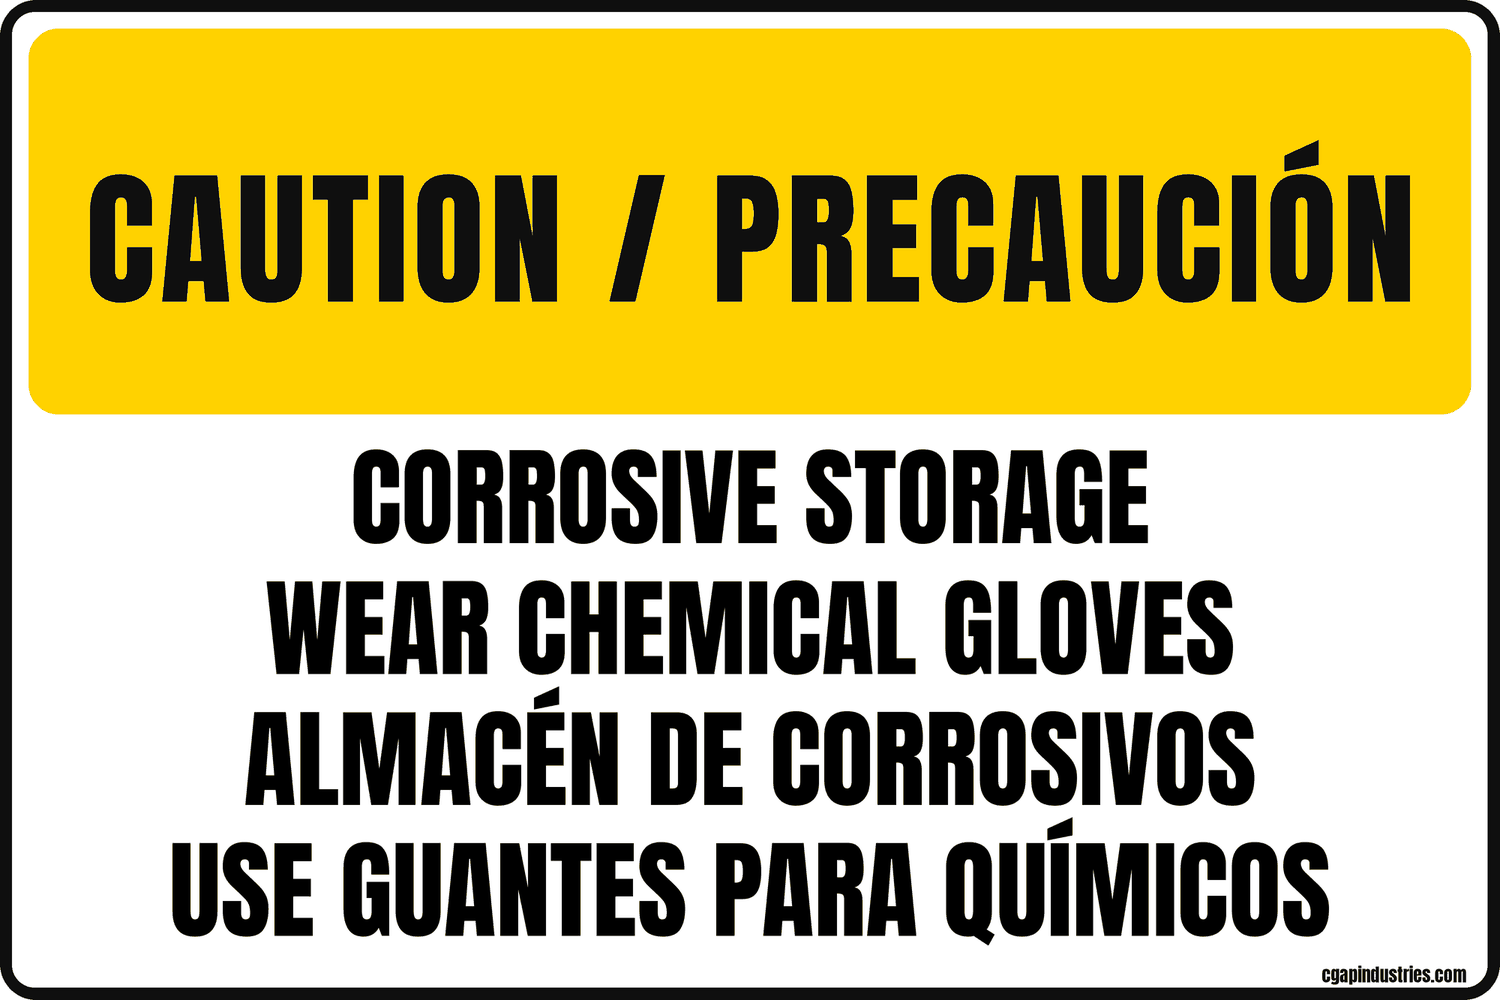 CAUTION / PRECAUCIÓN
CORROSIVE STORAGE
WEAR CHEMICAL GLOVES
ALMACÉN DE CORROSIVOS
USE GUANTES PARA QUÍMICOS
cgapindustries.com